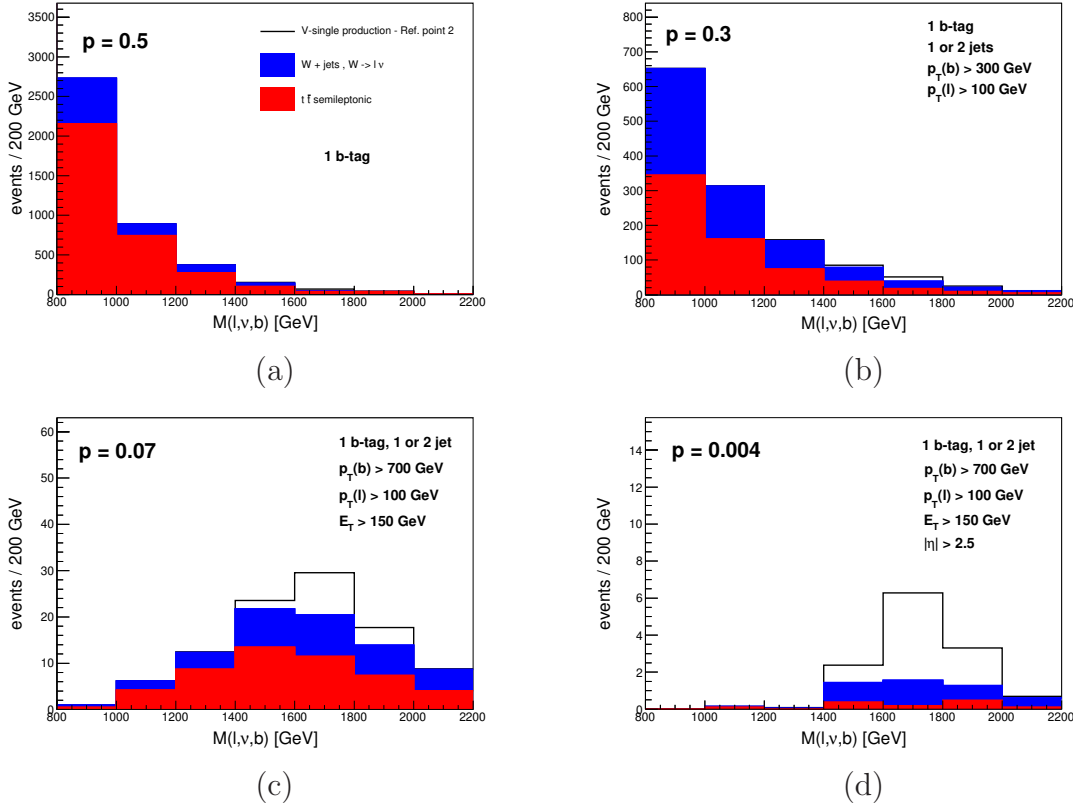 p = 0.5
V-single production - Ref. point 2
W + jets , W -> l ν
t t̄ semileptonic
1 b-tag
events / 200 GeV
3500
3000
2500
2000
1500
1000
500
0
800 1000 1200 1400 1600 1800 2000 2200
M(l,ν,b) [GeV]
(a)
p = 0.3
1 b-tag
1 or 2 jets
p_T(b) > 300 GeV
p_T(l) > 100 GeV
events / 200 GeV
800
700
600
500
400
300
200
100
0
800 1000 1200 1400 1600 1800 2000 2200
M(l,ν,b) [GeV]
(b)
p = 0.07
1 b-tag, 1 or 2 jet
p_T(b) > 700 GeV
p_T(l) > 100 GeV
E_T > 150 GeV
events / 200 GeV
60
50
40
30
20
10
0
800 1000 1200 1400 1600 1800 2000 2200
M(l,ν,b) [GeV]
(c)
p = 0.004
1 b-tag, 1 or 2 jet
p_T(b) > 700 GeV
p_T(l) > 100 GeV
E_T > 150 GeV
|η| > 2.5
events / 200 GeV
14
12
10
8
6
4
2
0
800 1000 1200 1400 1600 1800 2000 2200
M(l,ν,b) [GeV]
(d)